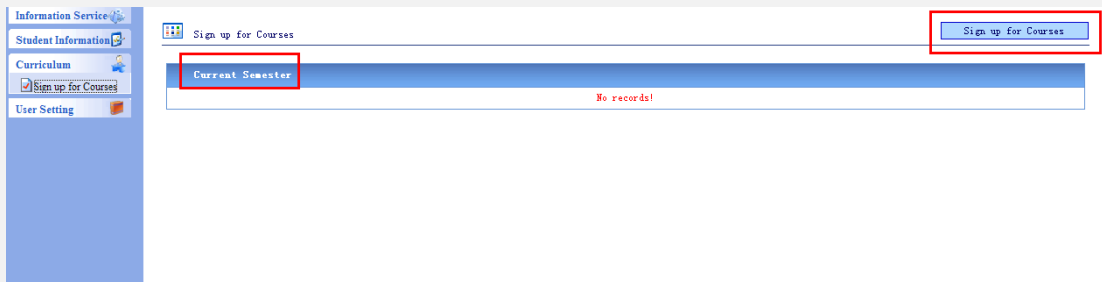 Information Service
Student Information
Curriculum
Sign up for Courses
User Setting
Sign up for Courses
Sign up for Courses
Current Semester
No records!